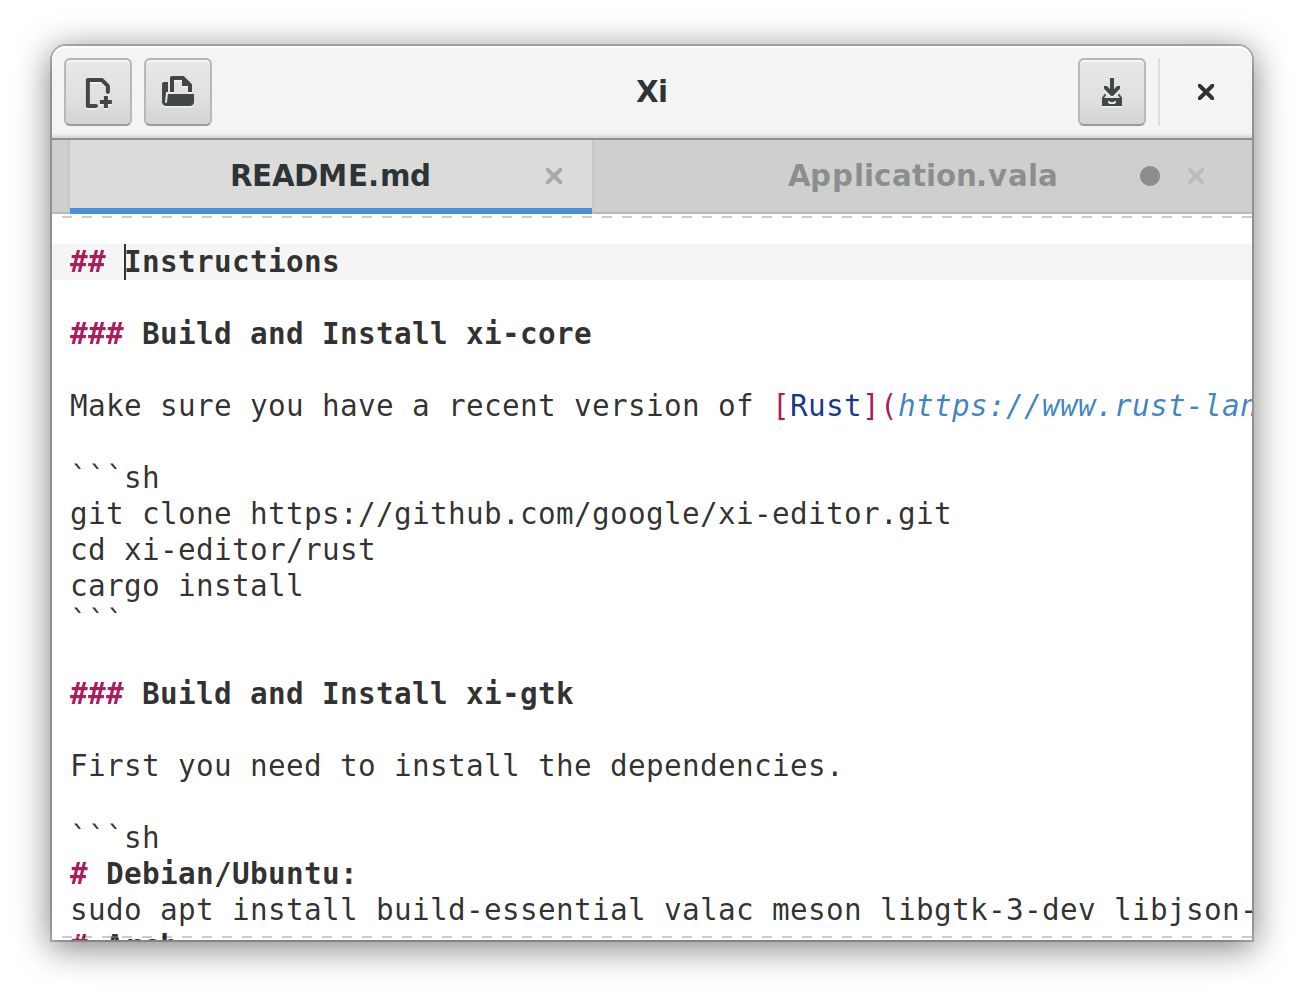 Xi
README.md
Application.vala
## Instructions
### Build and Install xi-core
Make sure you have a recent version of [Rust](https://www.rust-lan
```sh
git clone https://github.com/google/xi-editor.git
cd xi-editor/rust
cargo install
```
### Build and Install xi-gtk
First you need to install the dependencies.
```sh
# Debian/Ubuntu:
sudo apt install build-essential valac meson libgtk-3-dev libjson-
# Arch